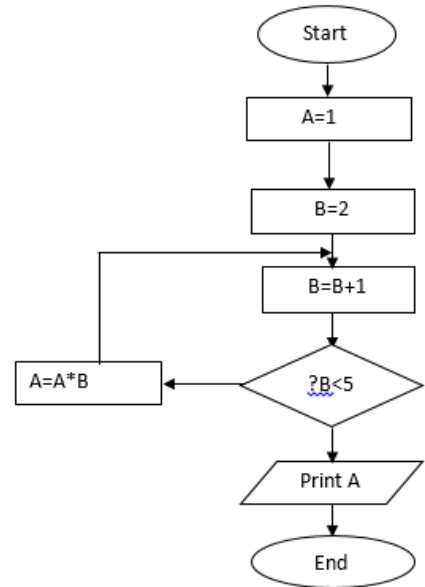 Start
A=1
B=2
B=B+1
?B<5
A=A*B
Print A
End